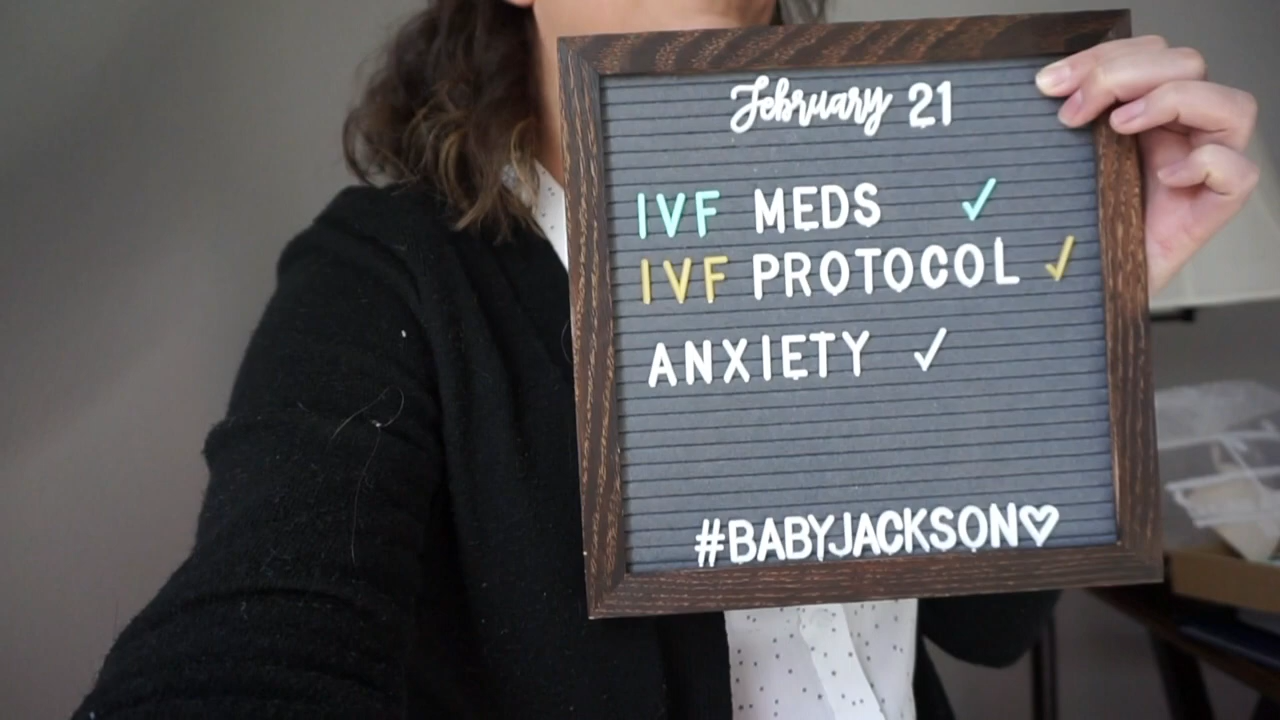 February 21
IVF MEDS ✓
IVF PROTOCOL ✓
ANXIETY ✓
#BABYJACKSON♡